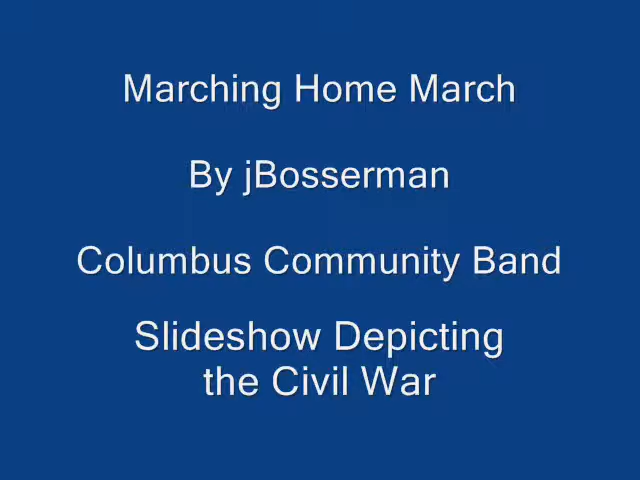 Marching Home March
By jBosserman
Columbus Community Band
Slideshow Depicting
the Civil War